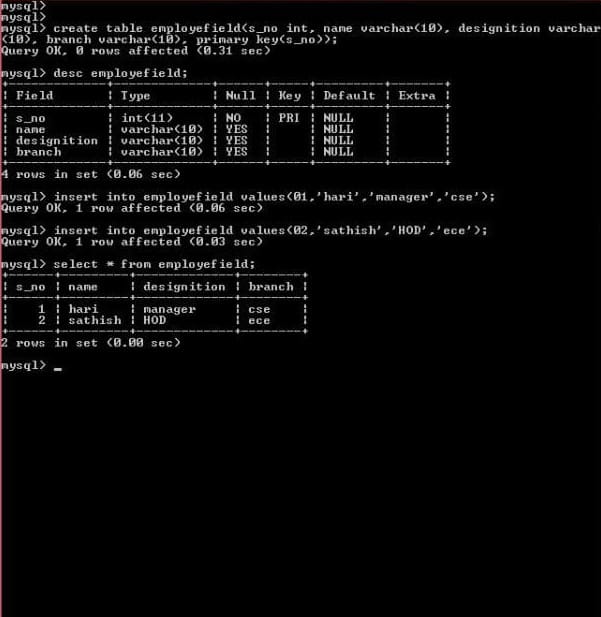 mysql>
mysql>
mysql> create table employefield(s_no int, name varchar(10), designition varchar
(10), branch varchar(10), primary key(s_no));
Query OK, 0 rows affected (0.31 sec)
mysql> desc employefield;
+-------------+-------------+------+-----+---------+-------+
| Field       | Type        | Null | Key | Default | Extra |
+-------------+-------------+------+-----+---------+-------+
| s_no        | int(11)     | NO   | PRI | NULL    |       |
| name        | varchar(10) | YES  |     | NULL    |       |
| designition | varchar(10) | YES  |     | NULL    |       |
| branch      | varchar(10) | YES  |     | NULL    |       |
+-------------+-------------+------+-----+---------+-------+
4 rows in set (0.06 sec)
mysql> insert into employefield values(01,'hari','manager','cse');
Query OK, 1 row affected (0.06 sec)
mysql> insert into employefield values(02,'sathish','HOD','ece');
Query OK, 1 row affected (0.03 sec)
mysql> select * from employefield;
+------+---------+-------------+--------+
| s_no | name    | designition | branch |
+------+---------+-------------+--------+
|    1 | hari    | manager     | cse    |
|    2 | sathish | HOD         | ece    |
+------+---------+-------------+--------+
2 rows in set (0.00 sec)
mysql> _